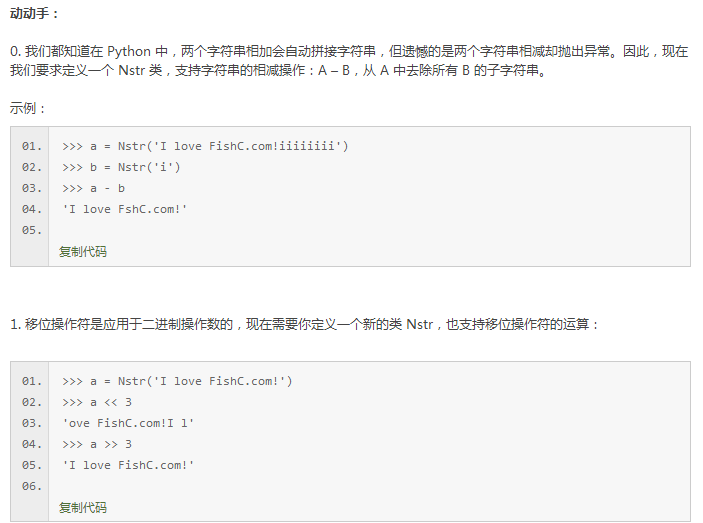 动动手：
0. 我们都知道在 Python 中，两个字符串相加会自动拼接字符串，但遗憾的是两个字符串相减却抛出异常。因此，现在
我们要求定义一个 Nstr 类，支持字符串的相减操作：A – B，从 A 中去除所有 B 的子字符串。
示例：
01. >>> a = Nstr('I love FishC.com!iiiiiiii')
02. >>> b = Nstr('i')
03. >>> a - b
04. 'I love FshC.com!'
05.
复制代码
1. 移位操作符是应用于二进制操作数的，现在需要你定义一个新的类 Nstr，也支持移位操作符的运算：
01. >>> a = Nstr('I love FishC.com!')
02. >>> a << 3
03. 'ove FishC.com!I l'
04. >>> a >> 3
05. 'I love FishC.com!'
06.
复制代码